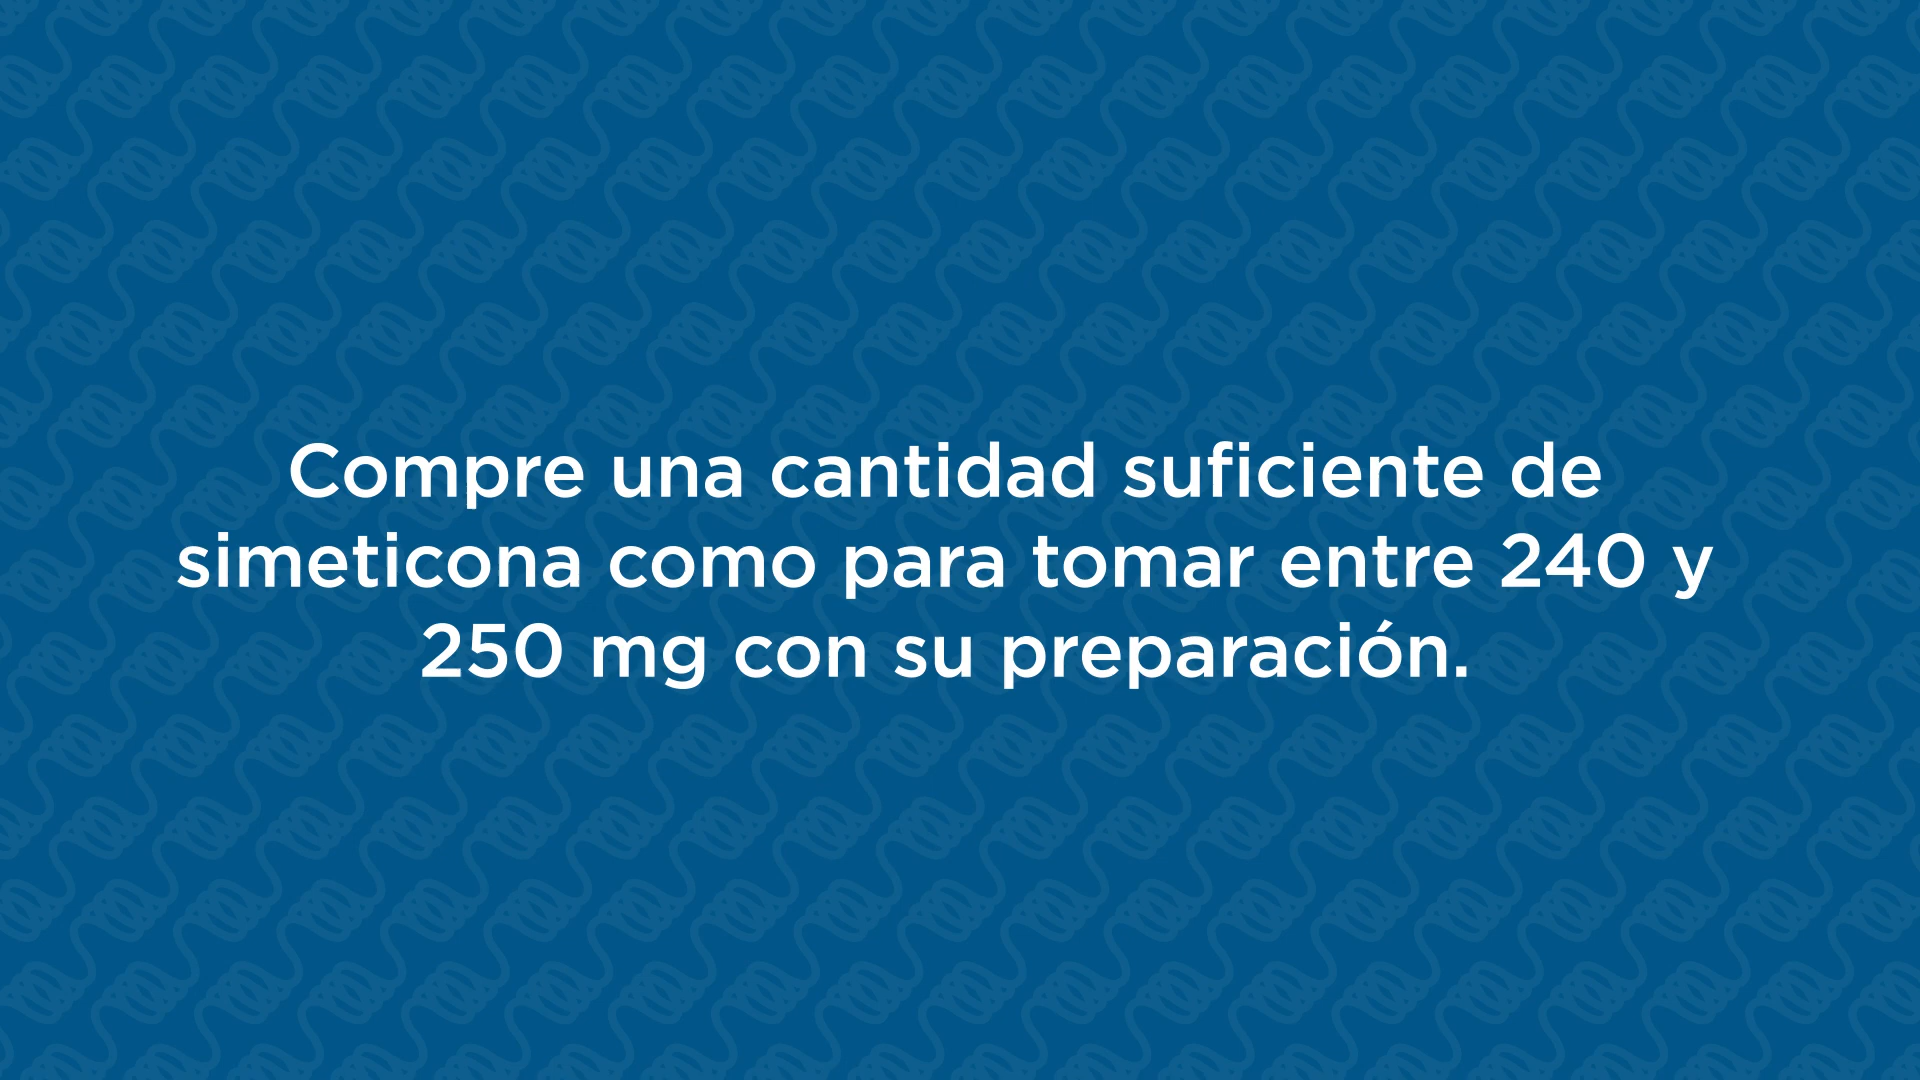 Compre una cantidad suficiente de
simeticona como para tomar entre 240 y
250 mg con su preparación.